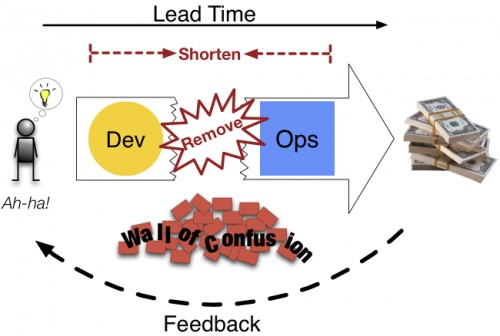 Lead Time
Shorten
Dev
Remove
Ops
Ah-ha!
Wall of Confusion
Feedback